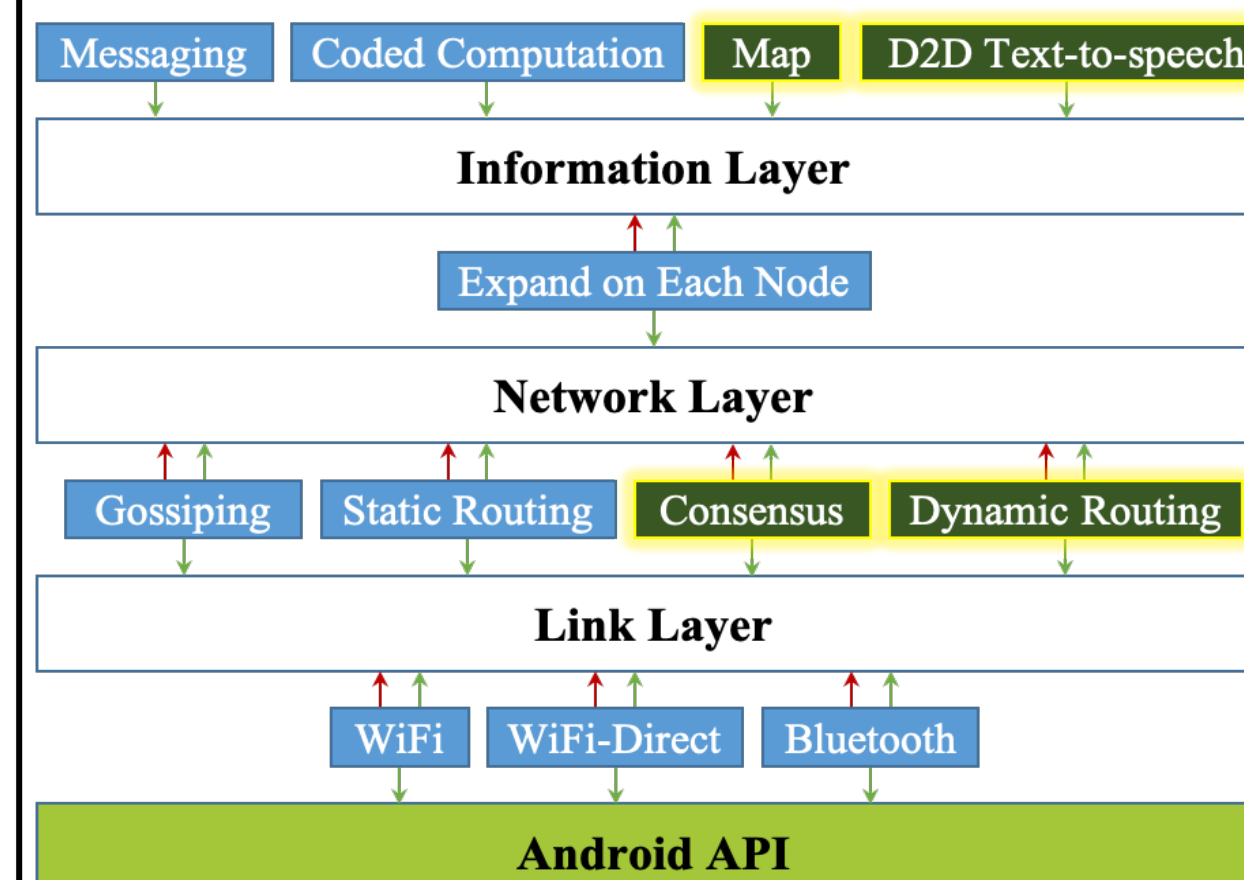 Messaging
Coded Computation
Map
D2D Text-to-speech
Information Layer
Expand on Each Node
Network Layer
Gossiping
Static Routing
Consensus
Dynamic Routing
Link Layer
WiFi
WiFi-Direct
Bluetooth
Android API